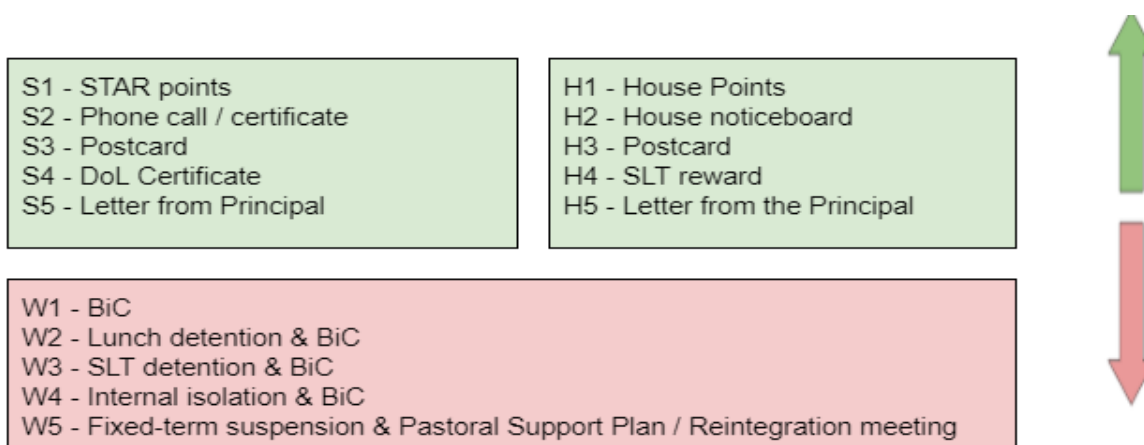 S1 - STAR points
S2 - Phone call / certificate
S3 - Postcard
S4 - DoL Certificate
S5 - Letter from Principal
H1 - House Points
H2 - House noticeboard
H3 - Postcard
H4 - SLT reward
H5 - Letter from the Principal
W1 - BiC
W2 - Lunch detention & BiC
W3 - SLT detention & BiC
W4 - Internal isolation & BiC
W5 - Fixed-term suspension & Pastoral Support Plan / Reintegration meeting